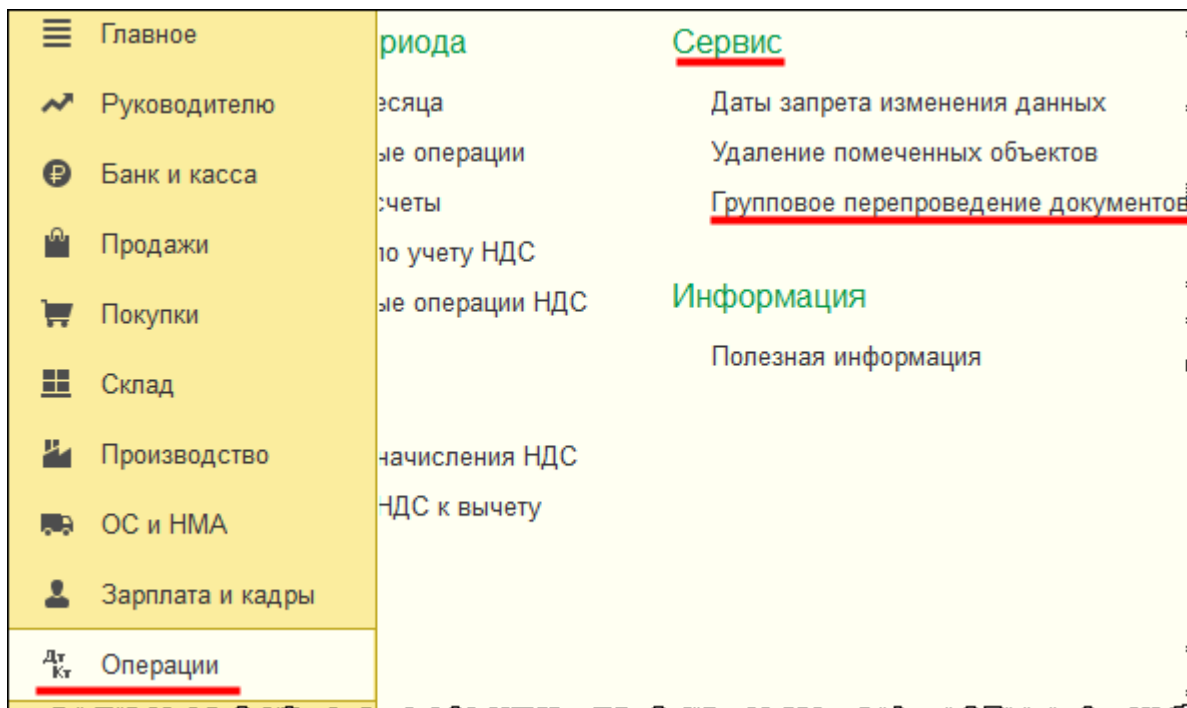 Главное
Руководителю
Банк и касса
Продажи
Покупки
Склад
Производство
ОС и НМА
Зарплата и кадры
Дт Кт Операции
риода
есяца
ые операции
счеты
по учету НДС
ые операции НДС
начисления НДС
НДС к вычету
Сервис
Даты запрета изменения данных
Удаление помеченных объектов
Групповое перепроведение документов
Информация
Полезная информация